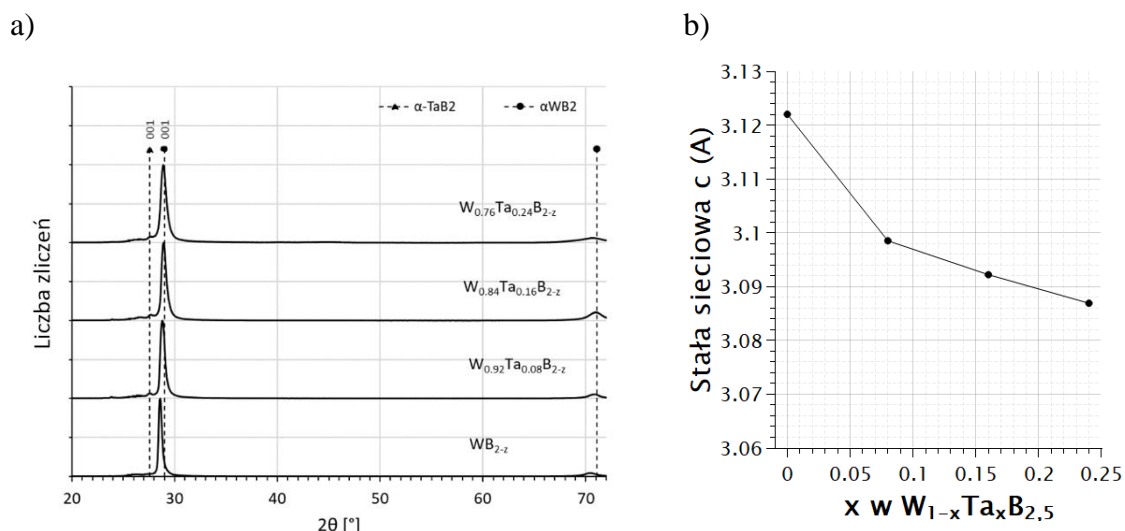 a)
b)
α-TaB2
αWB2
001
001
W0.76Ta0.24B2-z
W0.84Ta0.16B2-z
W0.92Ta0.08B2-z
WB2-z
Liczba zliczeń
20 30 40 50 60 70
2θ [°]
3.13
3.12
3.11
3.1
3.09
3.08
3.07
3.06
Stała sieciowa c (A)
0 0.05 0.1 0.15 0.2 0.25
x w W1-xTaxB2,5